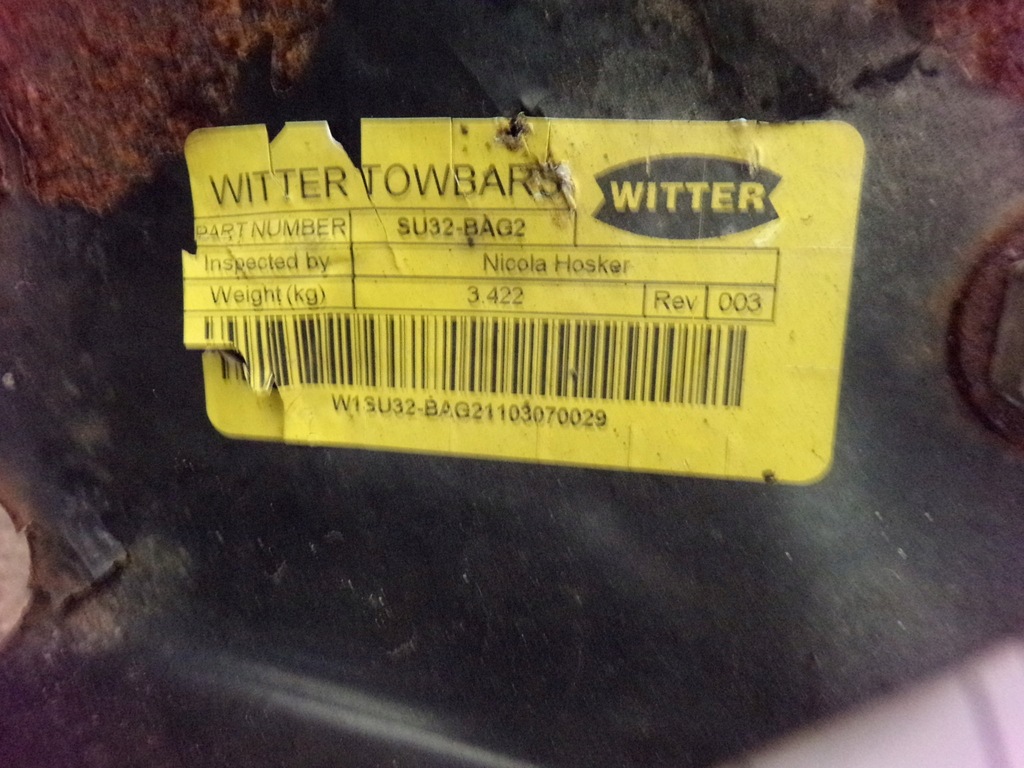 WITTER TOWBARS
WITTER
PART NUMBER SU32-BAG2
Inspected by Nicola Hosker
Weight (kg) 3.422 Rev 003
W1SU32-BAG21103070029